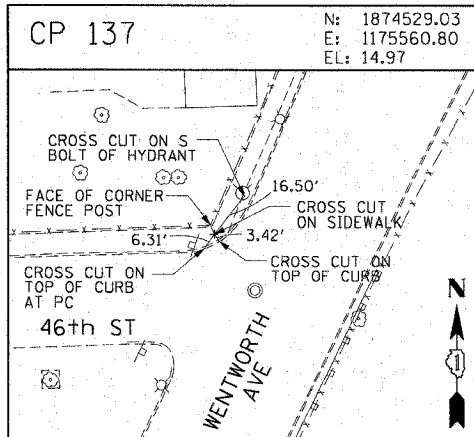 CP 137
N: 1874529.03
E: 1175560.80
EL: 14.97
CROSS CUT ON S
BOLT OF HYDRANT
16.50'
FACE OF CORNER
FENCE POST
CROSS CUT
ON SIDEWALK
6.31'
3.42'
CROSS CUT ON
TOP OF CURB
AT PC
CROSS CUT ON
TOP OF CURB
46th ST
WENTWORTH
AVE
N
1